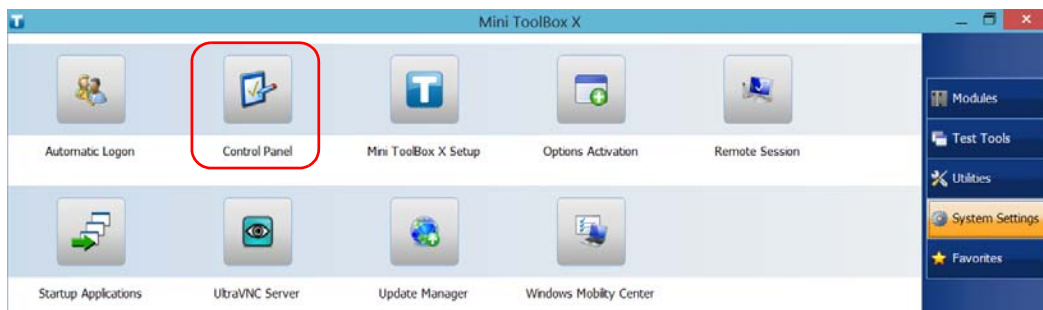 Mini ToolBox X
Automatic Logon
Control Panel
Mini ToolBox X Setup
Options Activation
Remote Session
Startup Applications
UltraVNC Server
Update Manager
Windows Mobility Center
Modules
Test Tools
Utilities
System Settings
Favorites